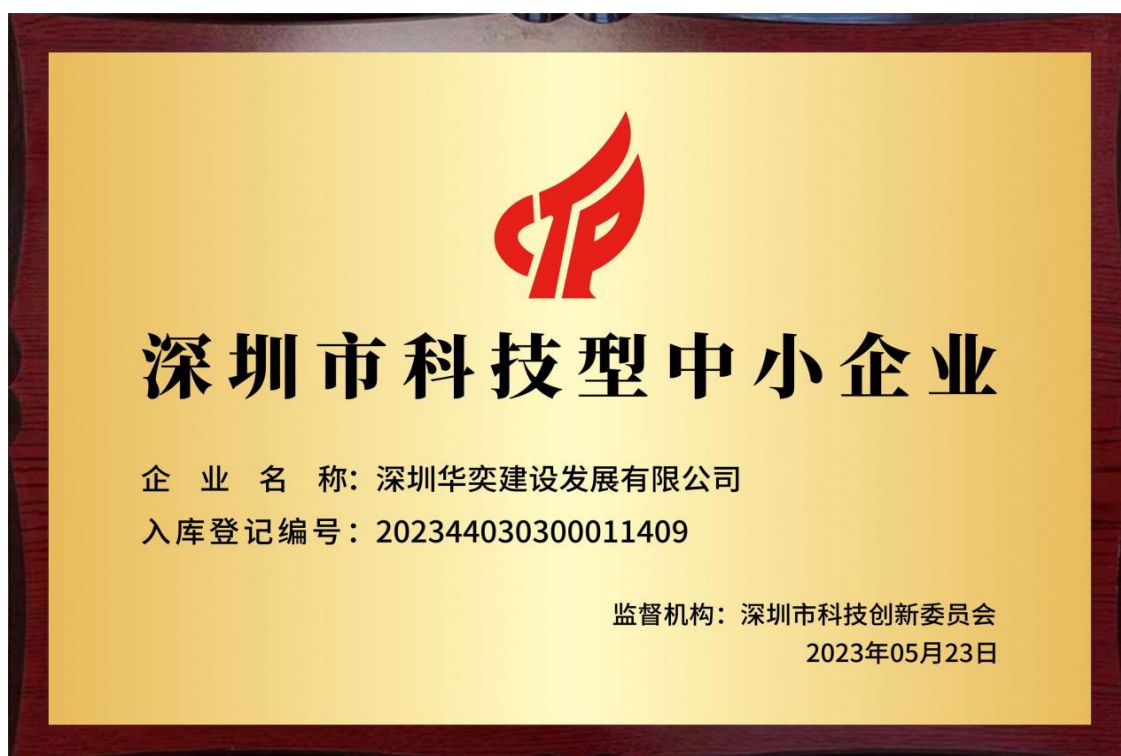 CTP
深圳市科技型中小企业
企业名称：深圳华奕建设发展有限公司
入库登记编号：202344030300011409
监督机构：深圳市科技创新委员会
2023年05月23日